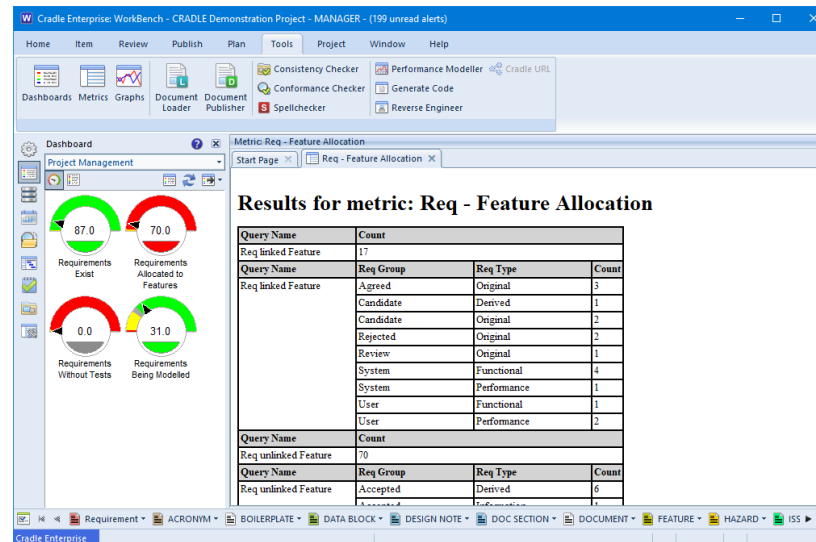 W Cradle Enterprise: WorkBench - CRADLE Demonstration Project - MANAGER - (199 unread alerts)
Home Item Review Publish Plan Tools Project Window Help
Dashboards Metrics Graphs Document Loader Document Publisher
Consistency Checker Performance Modeller Cradle URL
Conformance Checker Generate Code
S Spellchecker Reverse Engineer
Dashboard
Project Management
87.0 70.0
Requirements Exist Requirements Allocated to Features
0.0 31.0
Requirements Without Tests Requirements Being Modelled
Metric: Req - Feature Allocation
Start Page Req - Feature Allocation
Results for metric: Req - Feature Allocation
Query Name Count
Req linked Feature 17
Query Name Req Group Req Type Count
Req linked Feature Agreed Original 3
Candidate Derived 1
Candidate Original 2
Rejected Original 2
Review Original 1
System Functional 4
System Performance 1
User Functional 1
User Performance 2
Query Name Count
Req unlinked Feature 70
Query Name Req Group Req Type Count
Req unlinked Feature Accepted Derived 6
Requirement ACRONYM BOILERPLATE DATA BLOCK DESIGN NOTE DOC SECTION DOCUMENT FEATURE HAZARD ISS
Cradle Enterprise